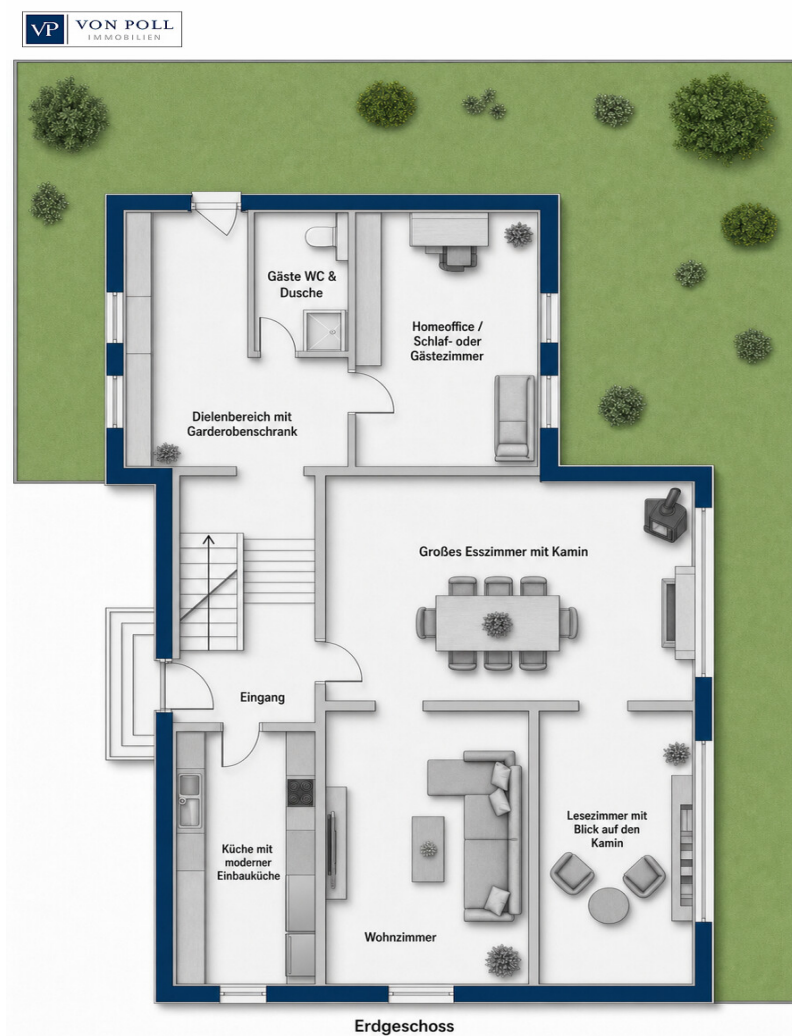 VP VON POLL
IMMOBILIEN
Gäste WC &
Dusche
Homeoffice /
Schlaf- oder
Gästezimmer
Dielenbereich mit
Garderobenschrank
Großes Esszimmer mit Kamin
Eingang
Küche mit
moderner
Einbauküche
Wohnzimmer
Lesezimmer mit
Blick auf den
Kamin
Erdgeschoss